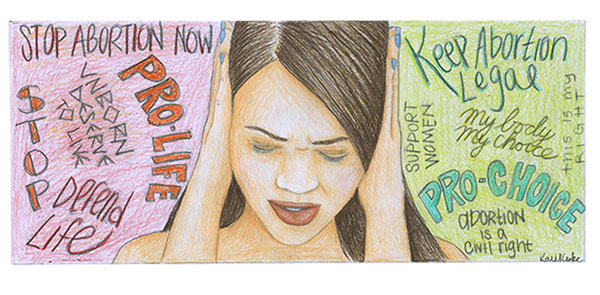 STOP ABORTION NOW
STOP
PRO-LIFE
Defend
Life
Keep Abortion
Legal
SUPPORT
WOMEN
my body
my choice
this is my
RIGHT
PRO-CHOICE
abortion
is a
civil right